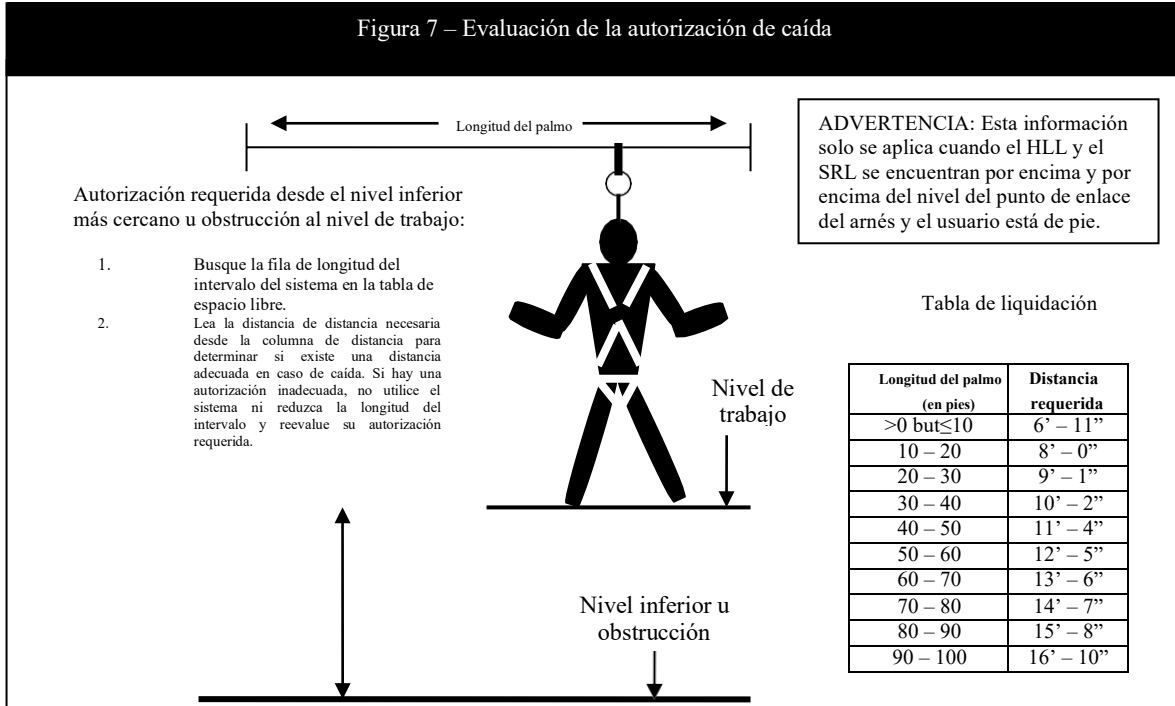 Figura 7 – Evaluación de la autorización de caída
Longitud del palmo
ADVERTENCIA: Esta información
solo se aplica cuando el HLL y el
SRL se encuentran por encima y por
encima del nivel del punto de enlace
del arnés y el usuario está de pie.
Autorización requerida desde el nivel inferior
más cercano u obstrucción al nivel de trabajo:
1. Busque la fila de longitud del
intervalo del sistema en la tabla de
espacio libre.
2. Lea la distancia de distancia necesaria
desde la columna de distancia para
determinar si existe una distancia
adecuada en caso de caída. Si hay una
autorización inadecuada, no utilice el
sistema ni reduzca la longitud del
intervalo y reevalue su autorización
requerida.
Nivel de
trabajo
Nivel inferior u
obstrucción
Tabla de liquidación
Longitud del palmo
(en pies)
Distancia
requerida
>0 but≤10 6’ – 11”
10 – 20 8’ – 0”
20 – 30 9’ – 1”
30 – 40 10’ – 2”
40 – 50 11’ – 4”
50 – 60 12’ – 5”
60 – 70 13’ – 6”
70 – 80 14’ – 7”
80 – 90 15’ – 8”
90 – 100 16’ – 10”